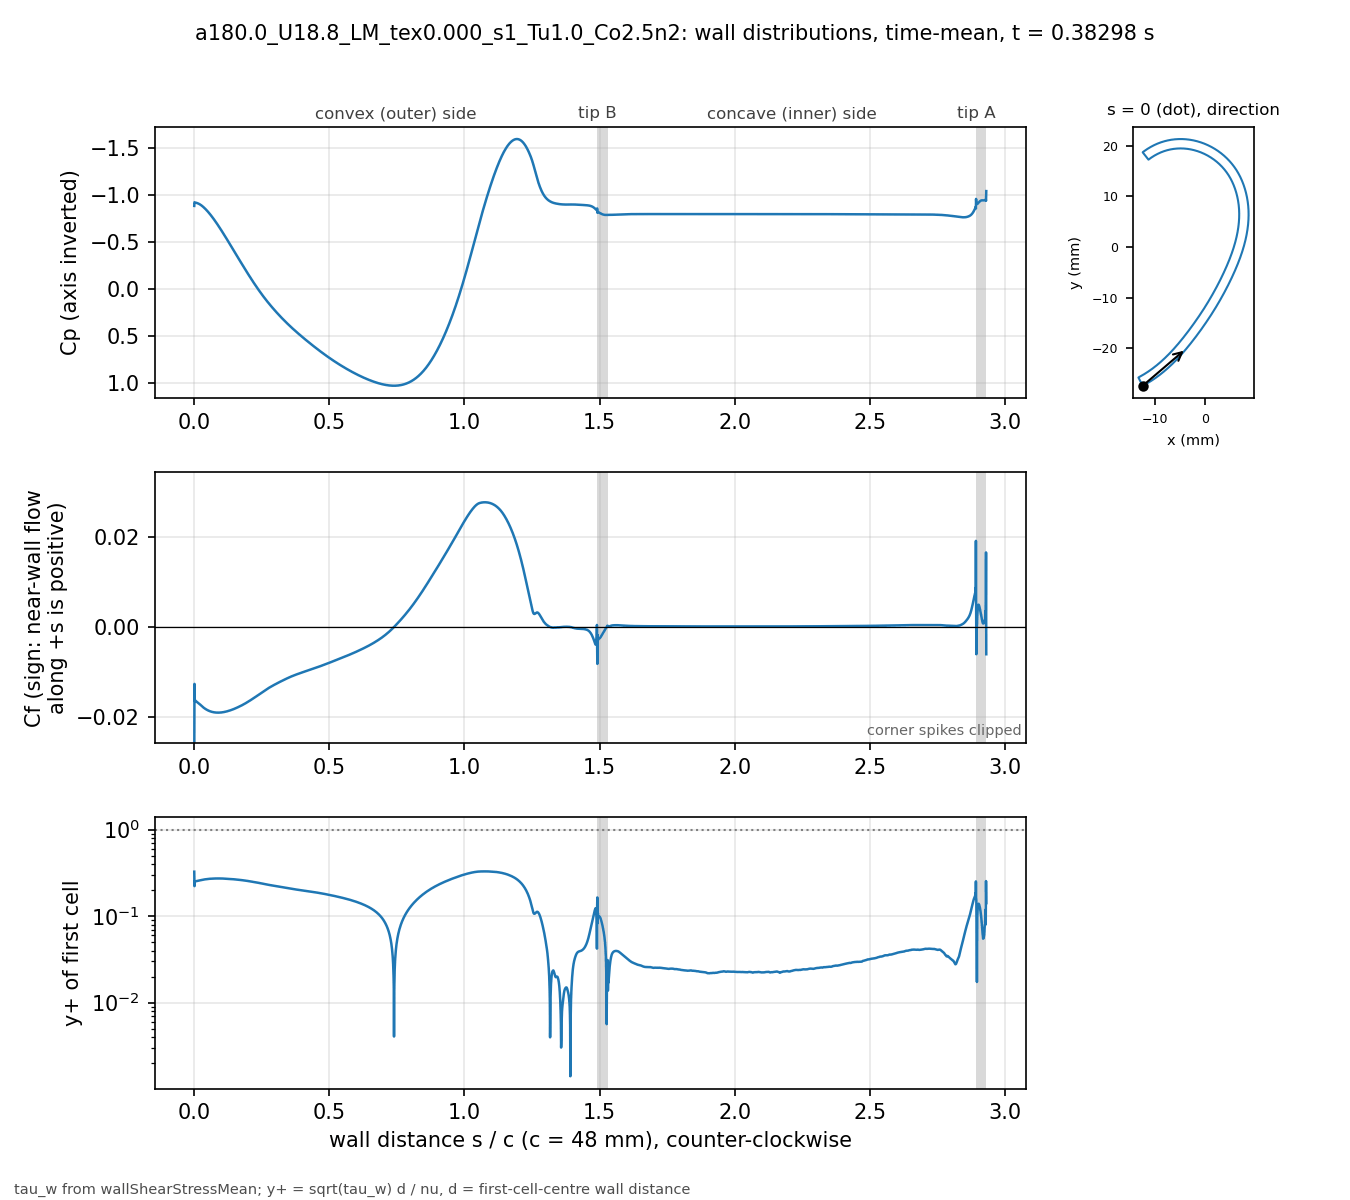 a180.0_U18.8_LM_tex0.000_s1_Tu1.0_Co2.5n2: wall distributions, time-mean, t = 0.38298 s
convex (outer) side
tip B
concave (inner) side
tip A
Cp (axis inverted)
−1.5
−1.0
−0.5
0.0
0.5
1.0
0.0 0.5 1.0 1.5 2.0 2.5 3.0
s = 0 (dot), direction
y (mm)
20
10
0
−10
−20
−10 0
x (mm)
Cf (sign: near-wall flow
along +s is positive)
0.02
0.00
−0.02
corner spikes clipped
0.0 0.5 1.0 1.5 2.0 2.5 3.0
y+ of first cell
10⁰
10⁻¹
10⁻²
0.0 0.5 1.0 1.5 2.0 2.5 3.0
wall distance s / c (c = 48 mm), counter-clockwise
tau_w from wallShearStressMean; y+ = sqrt(tau_w) d / nu, d = first-cell-centre wall distance